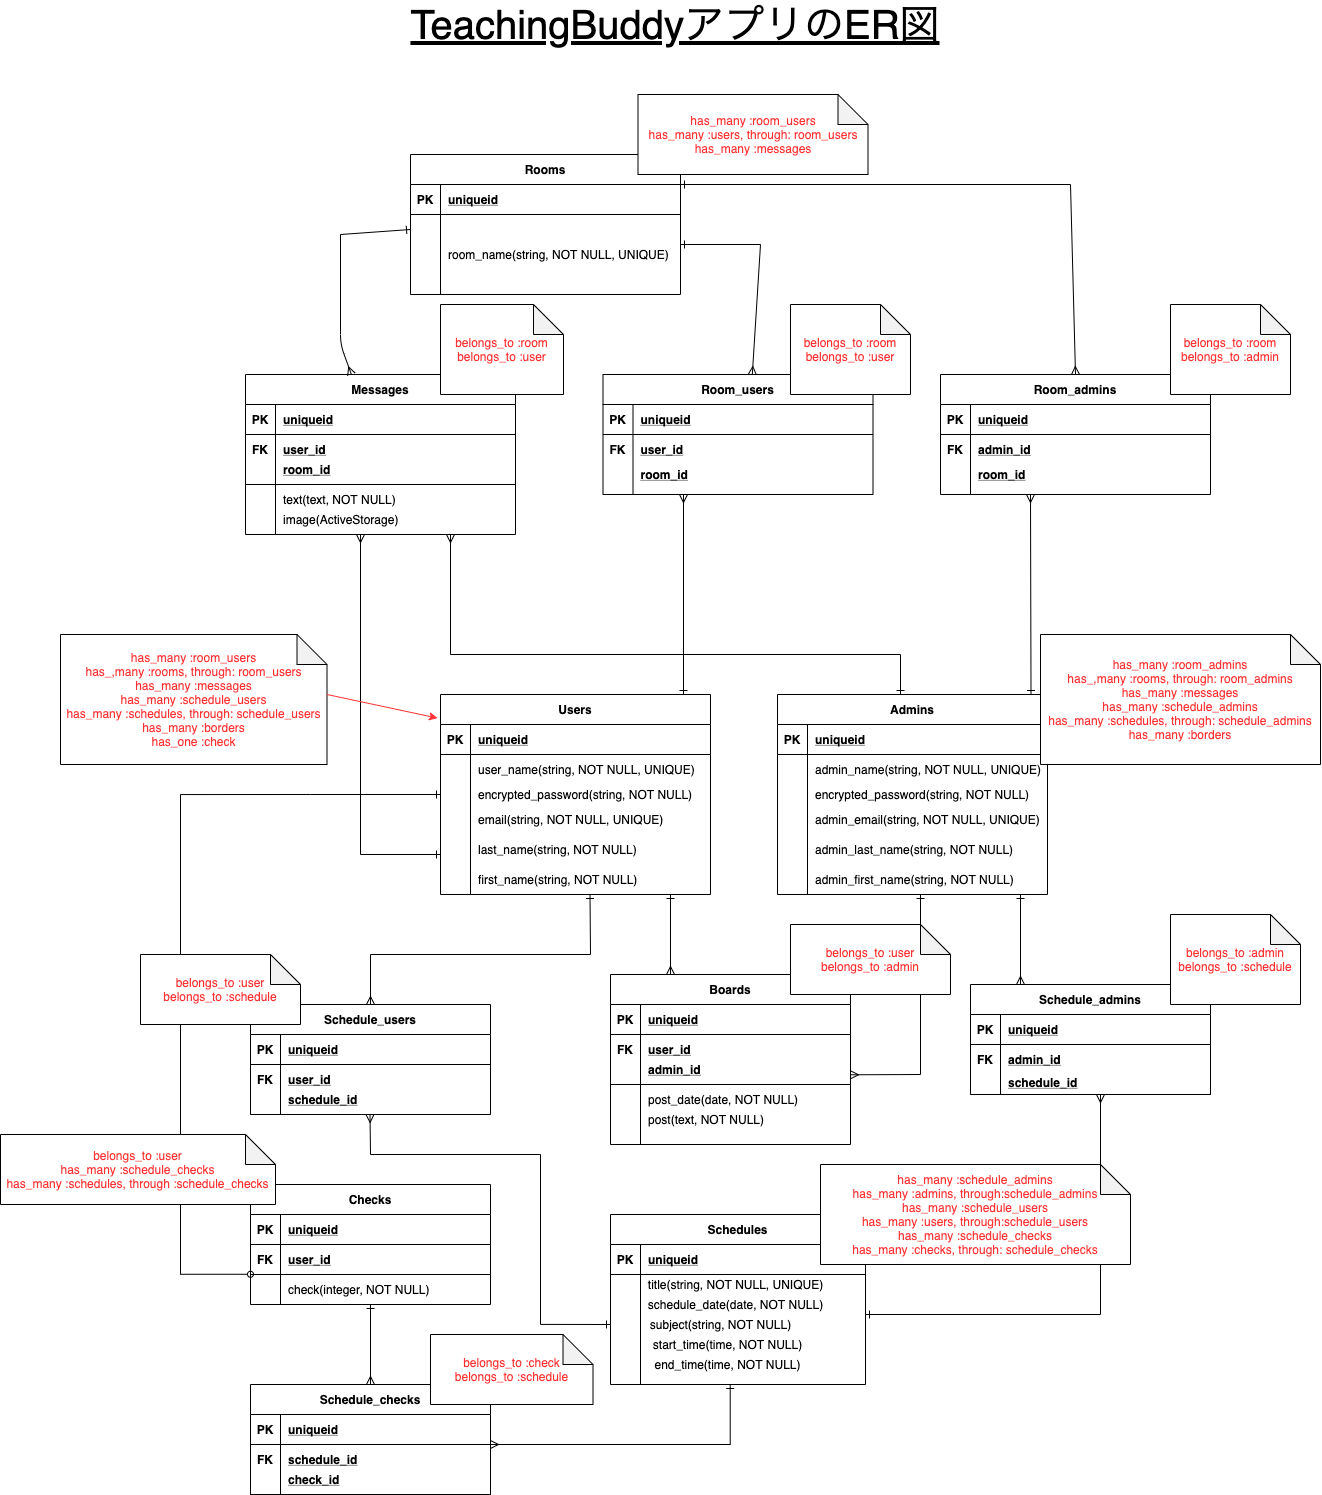 TeachingBuddyアプリのER図
has_many :room_users
has_many :users, through: room_users
has_many :messages
Rooms
PK uniqueid
room_name(string, NOT NULL, UNIQUE)
belongs_to :room
belongs_to :user
Messages
PK uniqueid
FK user_id
room_id
text(text, NOT NULL)
image(ActiveStorage)
belongs_to :room
belongs_to :user
Room_users
PK uniqueid
FK user_id
room_id
belongs_to :room
belongs_to :admin
Room_admins
PK uniqueid
FK admin_id
room_id
has_many :room_users
has_,many :rooms, through: room_users
has_many :messages
has_many :schedule_users
has_many :schedules, through: schedule_users
has_many :borders
has_one :check
Users
PK uniqueid
user_name(string, NOT NULL, UNIQUE)
encrypted_password(string, NOT NULL)
email(string, NOT NULL, UNIQUE)
last_name(string, NOT NULL)
first_name(string, NOT NULL)
Admins
PK uniqueid
admin_name(string, NOT NULL, UNIQUE)
encrypted_password(string, NOT NULL)
admin_email(string, NOT NULL, UNIQUE)
admin_last_name(string, NOT NULL)
admin_first_name(string, NOT NULL)
has_many :room_admins
has_,many :rooms, through: room_admins
has_many :messages
has_many :schedule_admins
has_many :schedules, through: schedule_admins
has_many :borders
belongs_to :user
belongs_to :schedule
Schedule_users
PK uniqueid
FK user_id
schedule_id
belongs_to :user
belongs_to :admin
Boards
PK uniqueid
FK user_id
admin_id
post_date(date, NOT NULL)
post(text, NOT NULL)
belongs_to :admin
belongs_to :schedule
Schedule_admins
PK uniqueid
FK admin_id
schedule_id
belongs_to :user
has_many :schedule_checks
has_many :schedules, through :schedule_checks
Checks
PK uniqueid
FK user_id
check(integer, NOT NULL)
has_many :schedule_admins
has_many :admins, through:schedule_admins
has_many :schedule_users
has_many :users, through:schedule_users
has_many :schedule_checks
has_many :checks, through: schedule_checks
Schedules
PK uniqueid
title(string, NOT NULL, UNIQUE)
schedule_date(date, NOT NULL)
subject(string, NOT NULL)
start_time(time, NOT NULL)
end_time(time, NOT NULL)
belongs_to :check
belongs_to :schedule
Schedule_checks
PK uniqueid
FK schedule_id
check_id